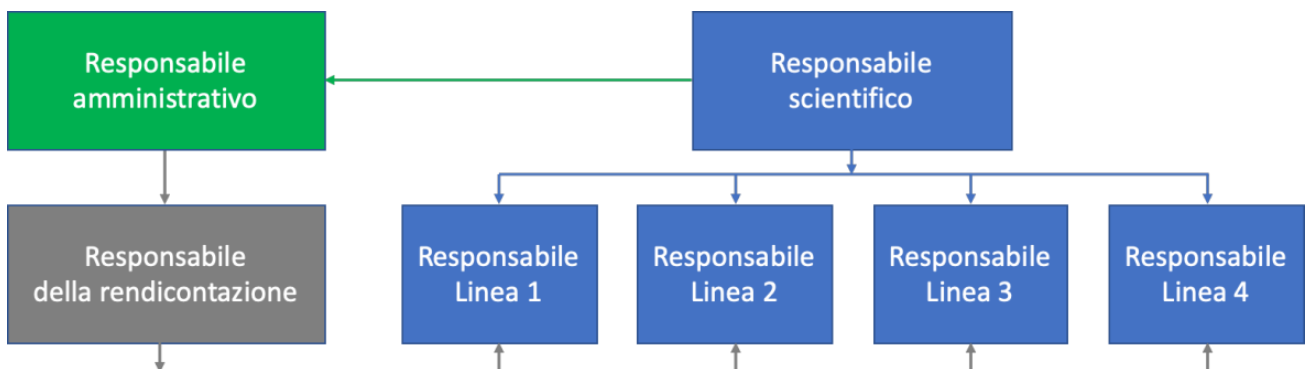 Responsabile
amministrativo
Responsabile
scientifico
Responsabile
della rendicontazione
Responsabile
Linea 1
Responsabile
Linea 2
Responsabile
Linea 3
Responsabile
Linea 4